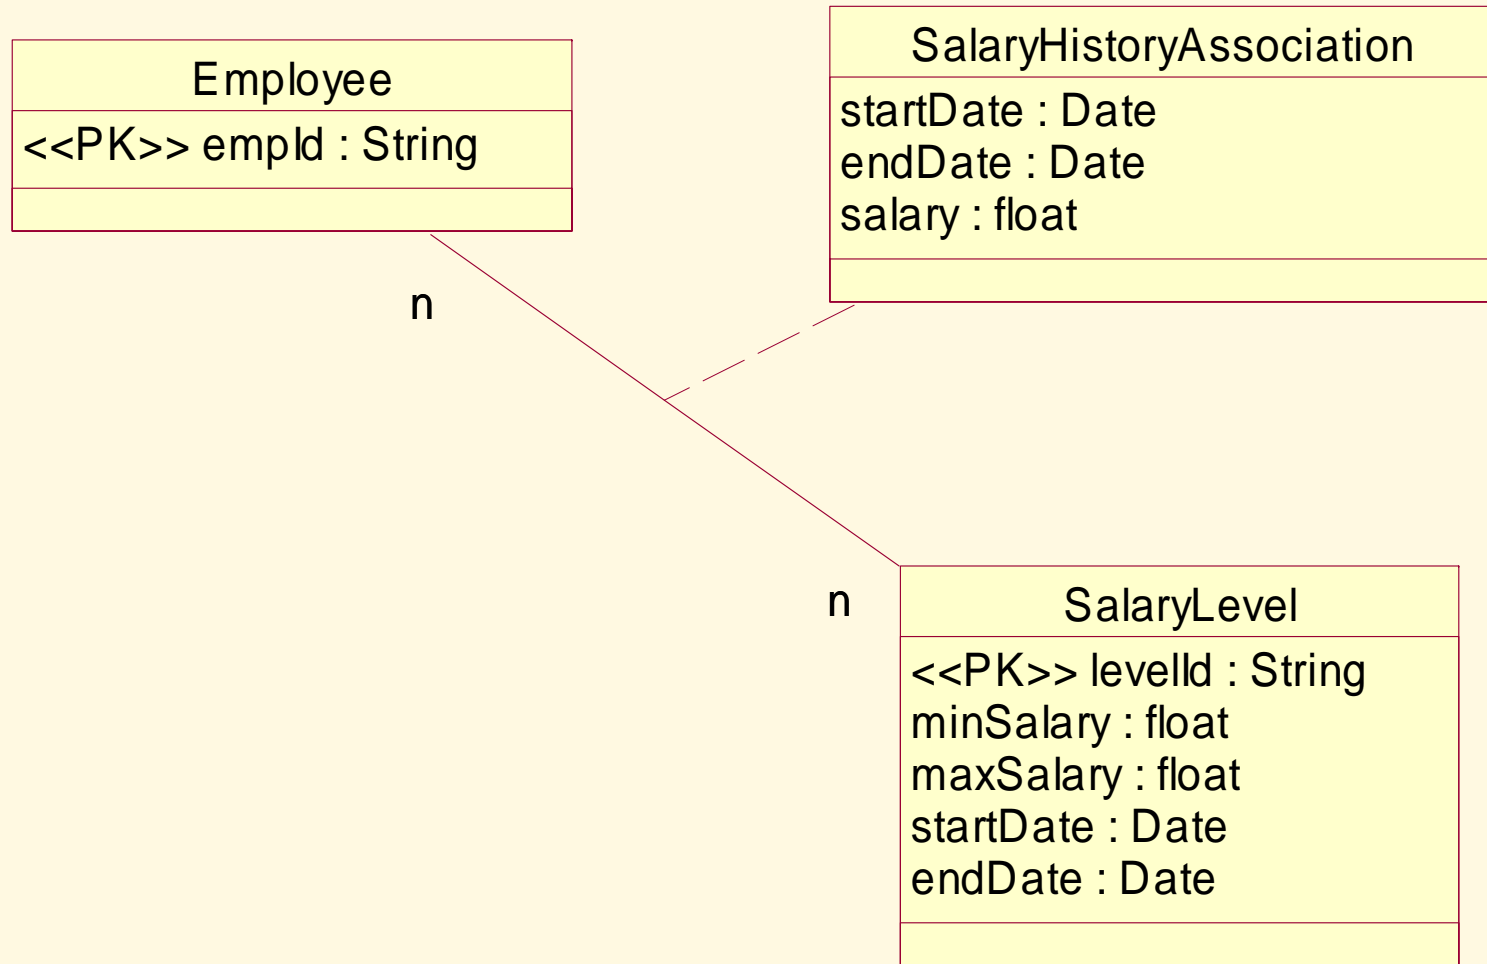 Employee
<<PK>> empId : String
SalaryHistoryAssociation
startDate : Date
endDate : Date
salary : float
n
n
SalaryLevel
<<PK>> levelId : String
minSalary : float
maxSalary : float
startDate : Date
endDate : Date